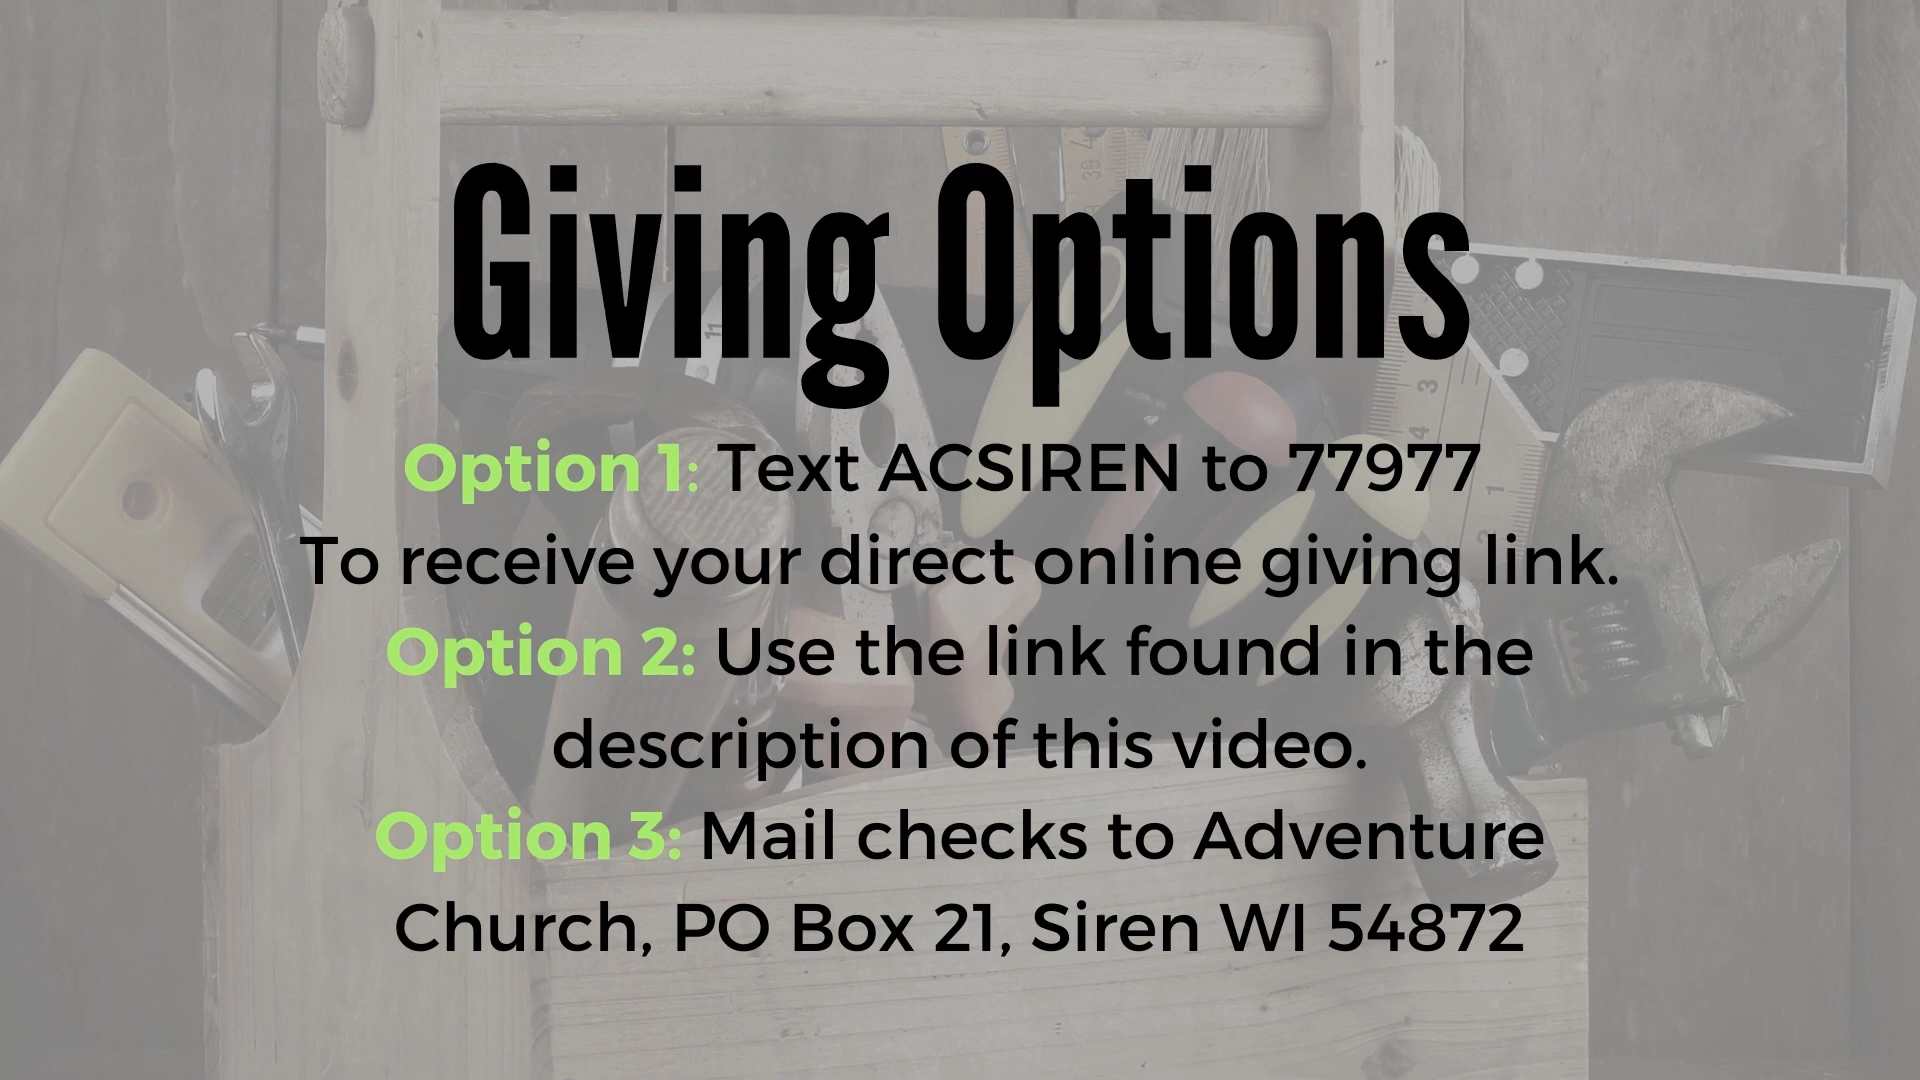 Giving Options
Option 1: Text ACSIREN to 77977
To receive your direct online giving link.
Option 2: Use the link found in the
description of this video.
Option 3: Mail checks to Adventure
Church, PO Box 21, Siren WI 54872